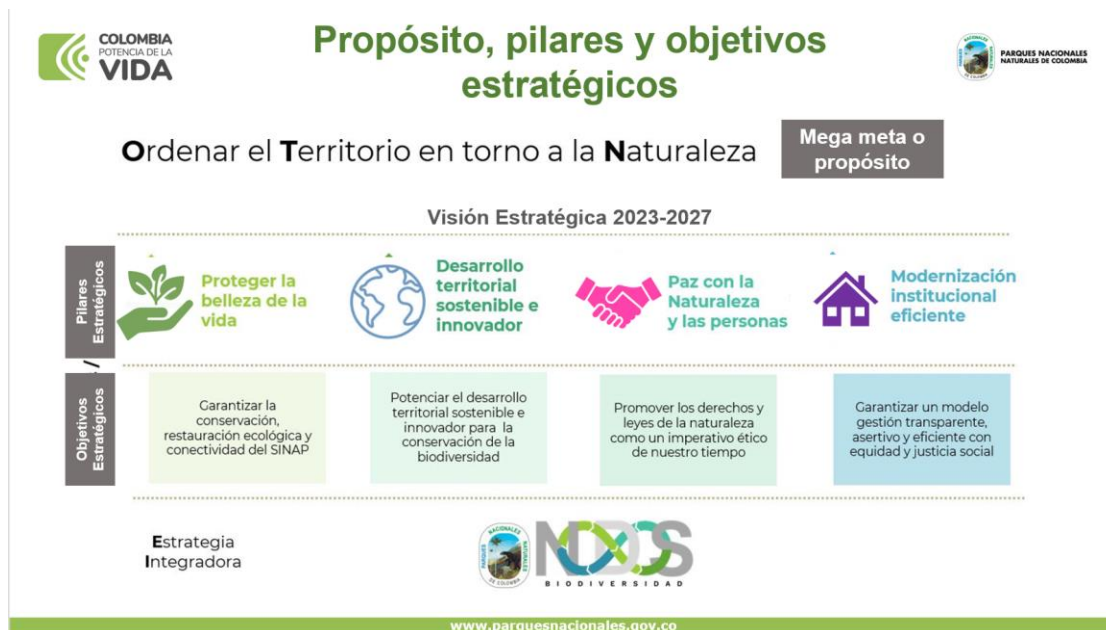 COLOMBIA
POTENCIA DE LA
VIDA
Propósito, pilares y objetivos
estratégicos
PARQUES NACIONALES
NATURALES DE COLOMBIA
Ordenar el Territorio en torno a la Naturaleza
Mega meta o
propósito
Visión Estratégica 2023-2027
Pilares
Estratégicos
Proteger la
belleza de la
vida
Desarrollo
territorial
sostenible e
innovador
Paz con la
Naturaleza
y las personas
Modernización
institucional
eficiente
/
Objetivos
Estratégicos
Garantizar la
conservación,
restauración ecológica y
conectividad del SINAP
Potenciar el desarrollo
territorial sostenible e
innovador para la
conservación de la
biodiversidad
Promover los derechos y
leyes de la naturaleza
como un imperativo ético
de nuestro tiempo
Garantizar un modelo
gestión transparente,
asertivo y eficiente con
equidad y justicia social
Estrategia
Integradora
PARQUES NACIONALES NATURALES
DE COLOMBIA
BIODIVERSIDAD
www.parquesnacionales.gov.co